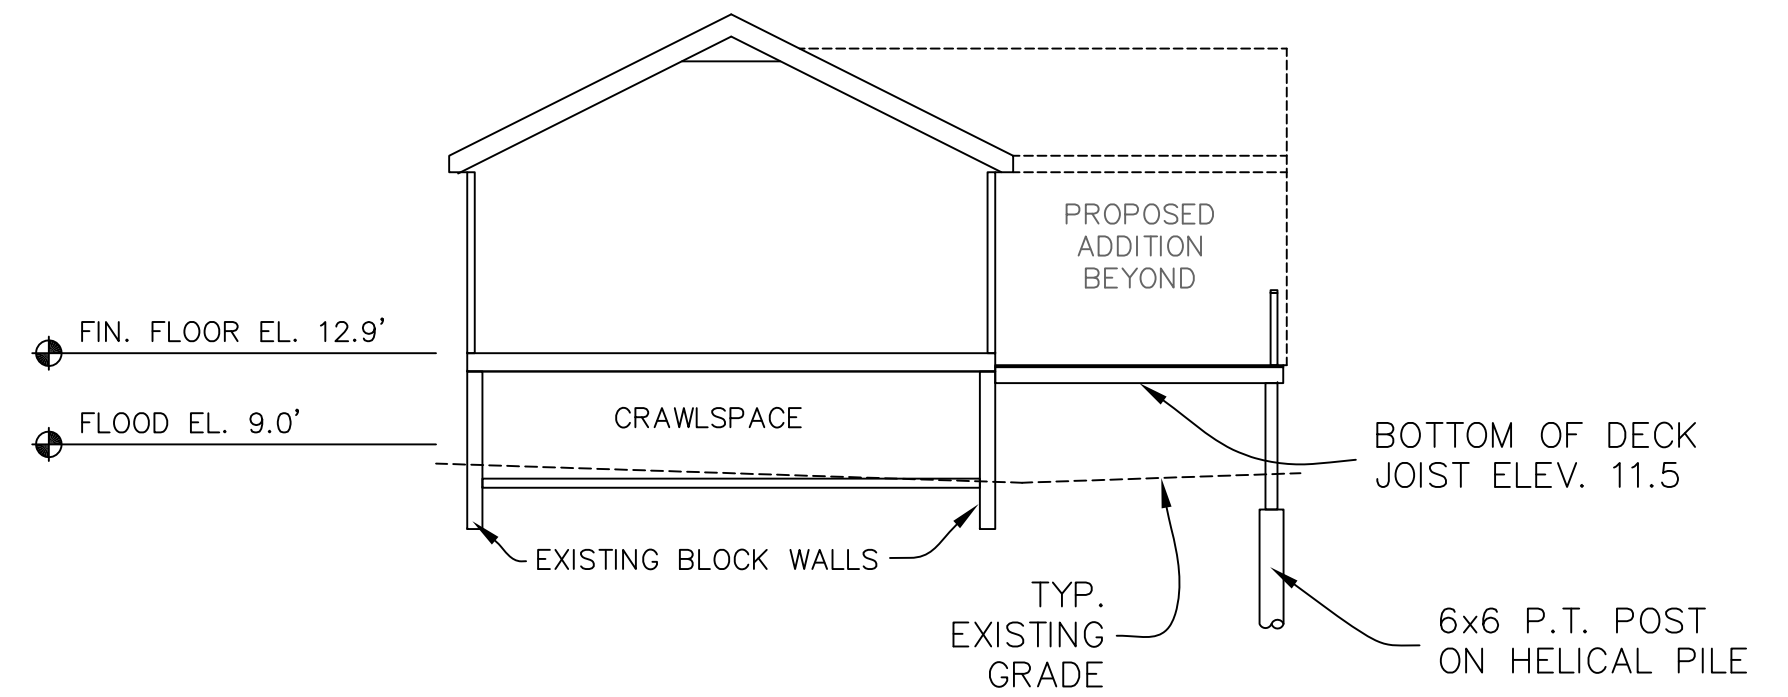 PROPOSED
ADDITION
BEYOND
FIN. FLOOR EL. 12.9'
FLOOD EL. 9.0'
CRAWLSPACE
BOTTOM OF DECK
JOIST ELEV. 11.5
EXISTING BLOCK WALLS
TYP.
EXISTING
GRADE
6x6 P.T. POST
ON HELICAL PILE